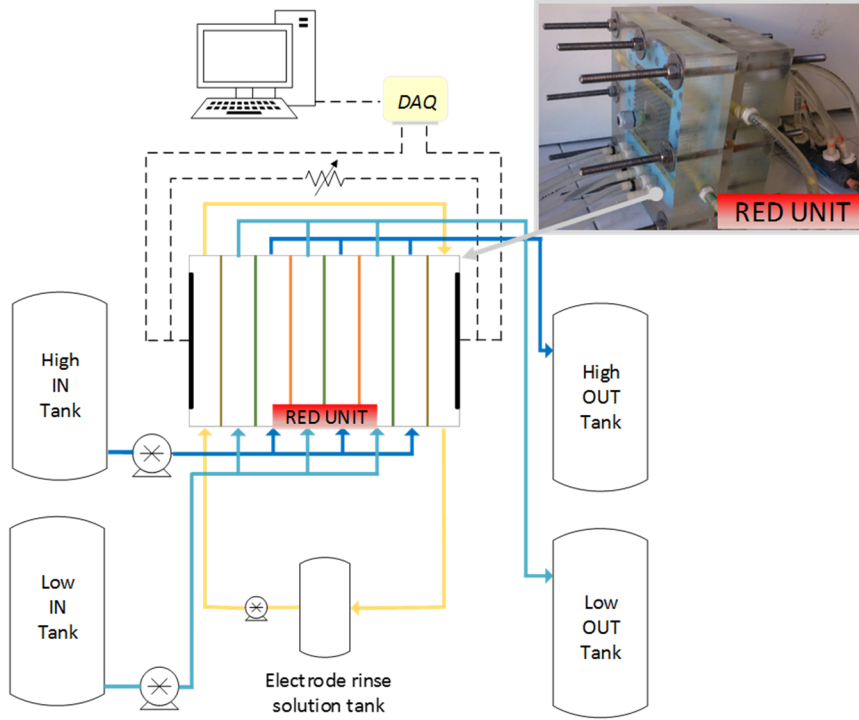 DAQ
RED UNIT
High
IN
Tank
RED UNIT
High
OUT
Tank
Low
IN
Tank
Low
OUT
Tank
Electrode rinse
solution tank